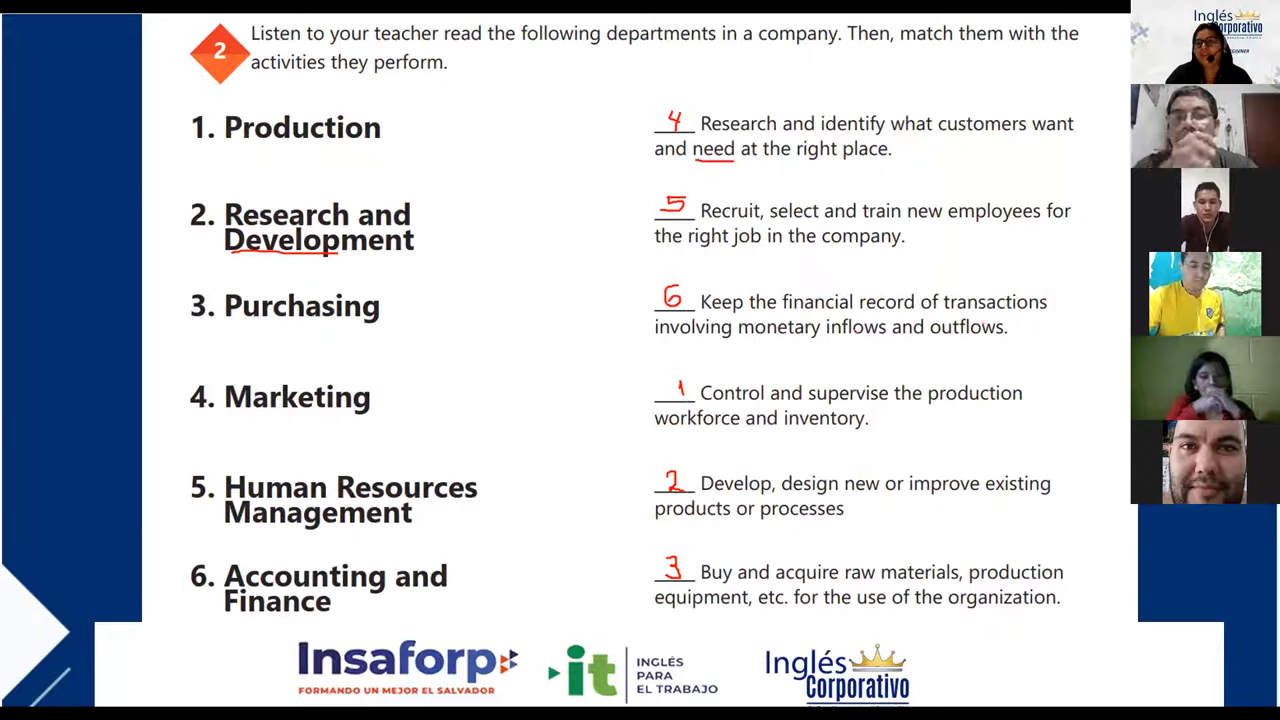 2
Listen to your teacher read the following departments in a company. Then, match them with the
activities they perform.
1. Production
4 Research and identify what customers want
and need at the right place.
2. Research and
Development
5 Recruit, select and train new employees for
the right job in the company.
3. Purchasing
6 Keep the financial record of transactions
involving monetary inflows and outflows.
4. Marketing
1 Control and supervise the production
workforce and inventory.
5. Human Resources
Management
2 Develop, design new or improve existing
products or processes
6. Accounting and
Finance
3 Buy and acquire raw materials, production
equipment, etc. for the use of the organization.
Insaforp
FORMANDO UN MEJOR EL SALVADOR
it
INGLÉS
PARA
EL TRABAJO
Inglés
Corporativo
Inglés
Corporativo